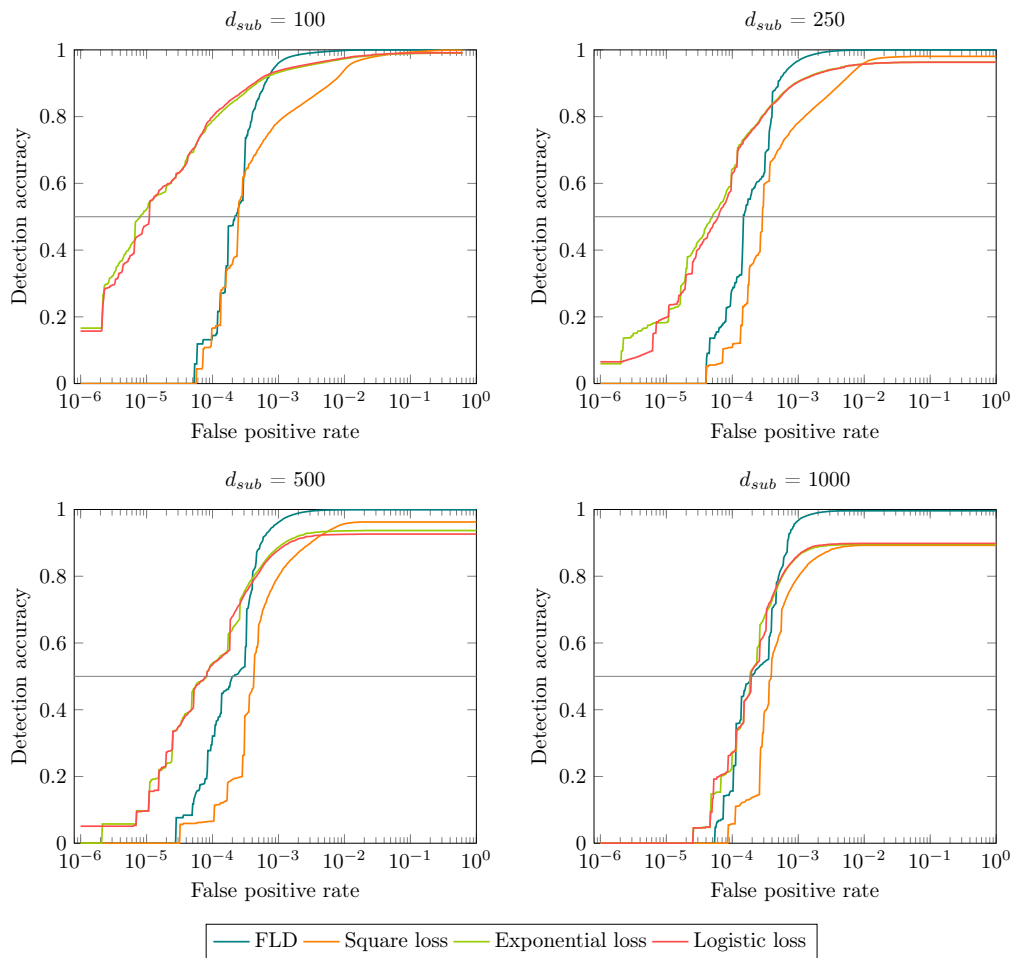 d_sub = 100
d_sub = 250
1
0.8
0.6
0.4
0.2
0
Detection accuracy
10^-6 10^-5 10^-4 10^-3 10^-2 10^-1 10^0
False positive rate
1
0.8
0.6
0.4
0.2
0
Detection accuracy
10^-6 10^-5 10^-4 10^-3 10^-2 10^-1 10^0
False positive rate
d_sub = 500
d_sub = 1000
1
0.8
0.6
0.4
0.2
0
Detection accuracy
10^-6 10^-5 10^-4 10^-3 10^-2 10^-1 10^0
False positive rate
1
0.8
0.6
0.4
0.2
0
Detection accuracy
10^-6 10^-5 10^-4 10^-3 10^-2 10^-1 10^0
False positive rate
FLD Square loss Exponential loss Logistic loss